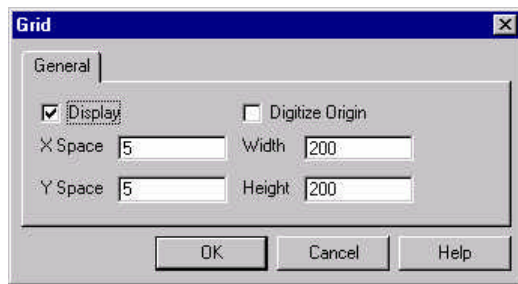 Grid
General
Display Digitize Origin
X Space 5 Width 200
Y Space 5 Height 200
OK Cancel Help